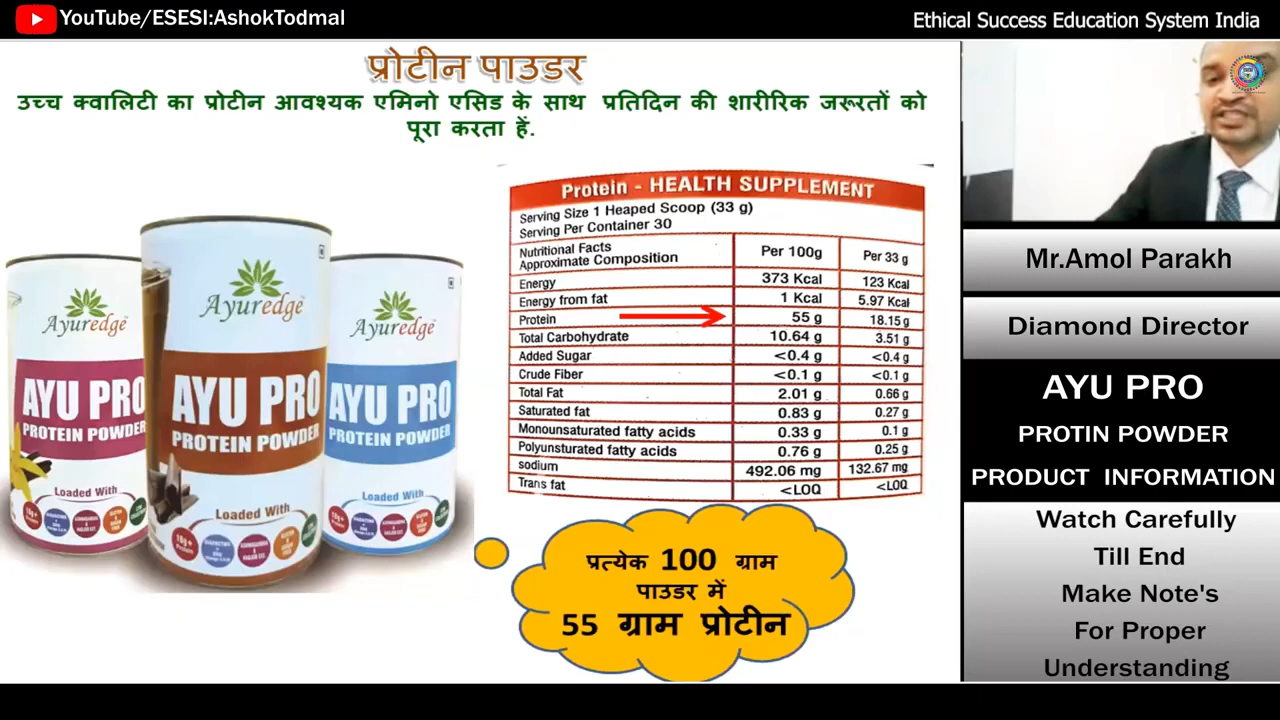 YouTube/ESESI:AshokTodmal
Ethical Success Education System India
प्रोटीन पाउडर
उच्च क्वालिटी का प्रोटीन आवश्यक एमिनो एसिड के साथ प्रतिदिन की शारीरिक जरूरतों को
पूरा करता हें.
Ayuredge
AYU PRO
PROTEIN POWDER
Loaded With
Ayuredge
AYU PRO
PROTEIN POWDER
Loaded With
18g+ Protein
Ayuredge
AYU PRO
PROTEIN POWDER
Loaded With
Protein - HEALTH SUPPLEMENT
Serving Size 1 Heaped Scoop (33 g)
Serving Per Container 30
Nutritional Facts
Approximate Composition Per 100g Per 33 g
Energy 373 Kcal 123 Kcal
Energy from fat 1 Kcal 5.97 Kcal
Protein 55 g 18.15 g
Total Carbohydrate 10.64 g 3.51 g
Added Sugar <0.4 g <0.4 g
Crude Fiber <0.1 g <0.1 g
Total Fat 2.01 g 0.66 g
Saturated fat 0.83 g 0.27 g
Monounsaturated fatty acids 0.33 g 0.1 g
Polyunsturated fatty acids 0.76 g 0.25 g
sodium 492.06 mg 132.67 mg
Trans fat <LOQ <LOQ
प्रत्येक 100 ग्राम
पाउडर में
55 ग्राम प्रोटीन
Mr.Amol Parakh
Diamond Director
AYU PRO
PROTIN POWDER
PRODUCT INFORMATION
Watch Carefully
Till End
Make Note's
For Proper
Understanding